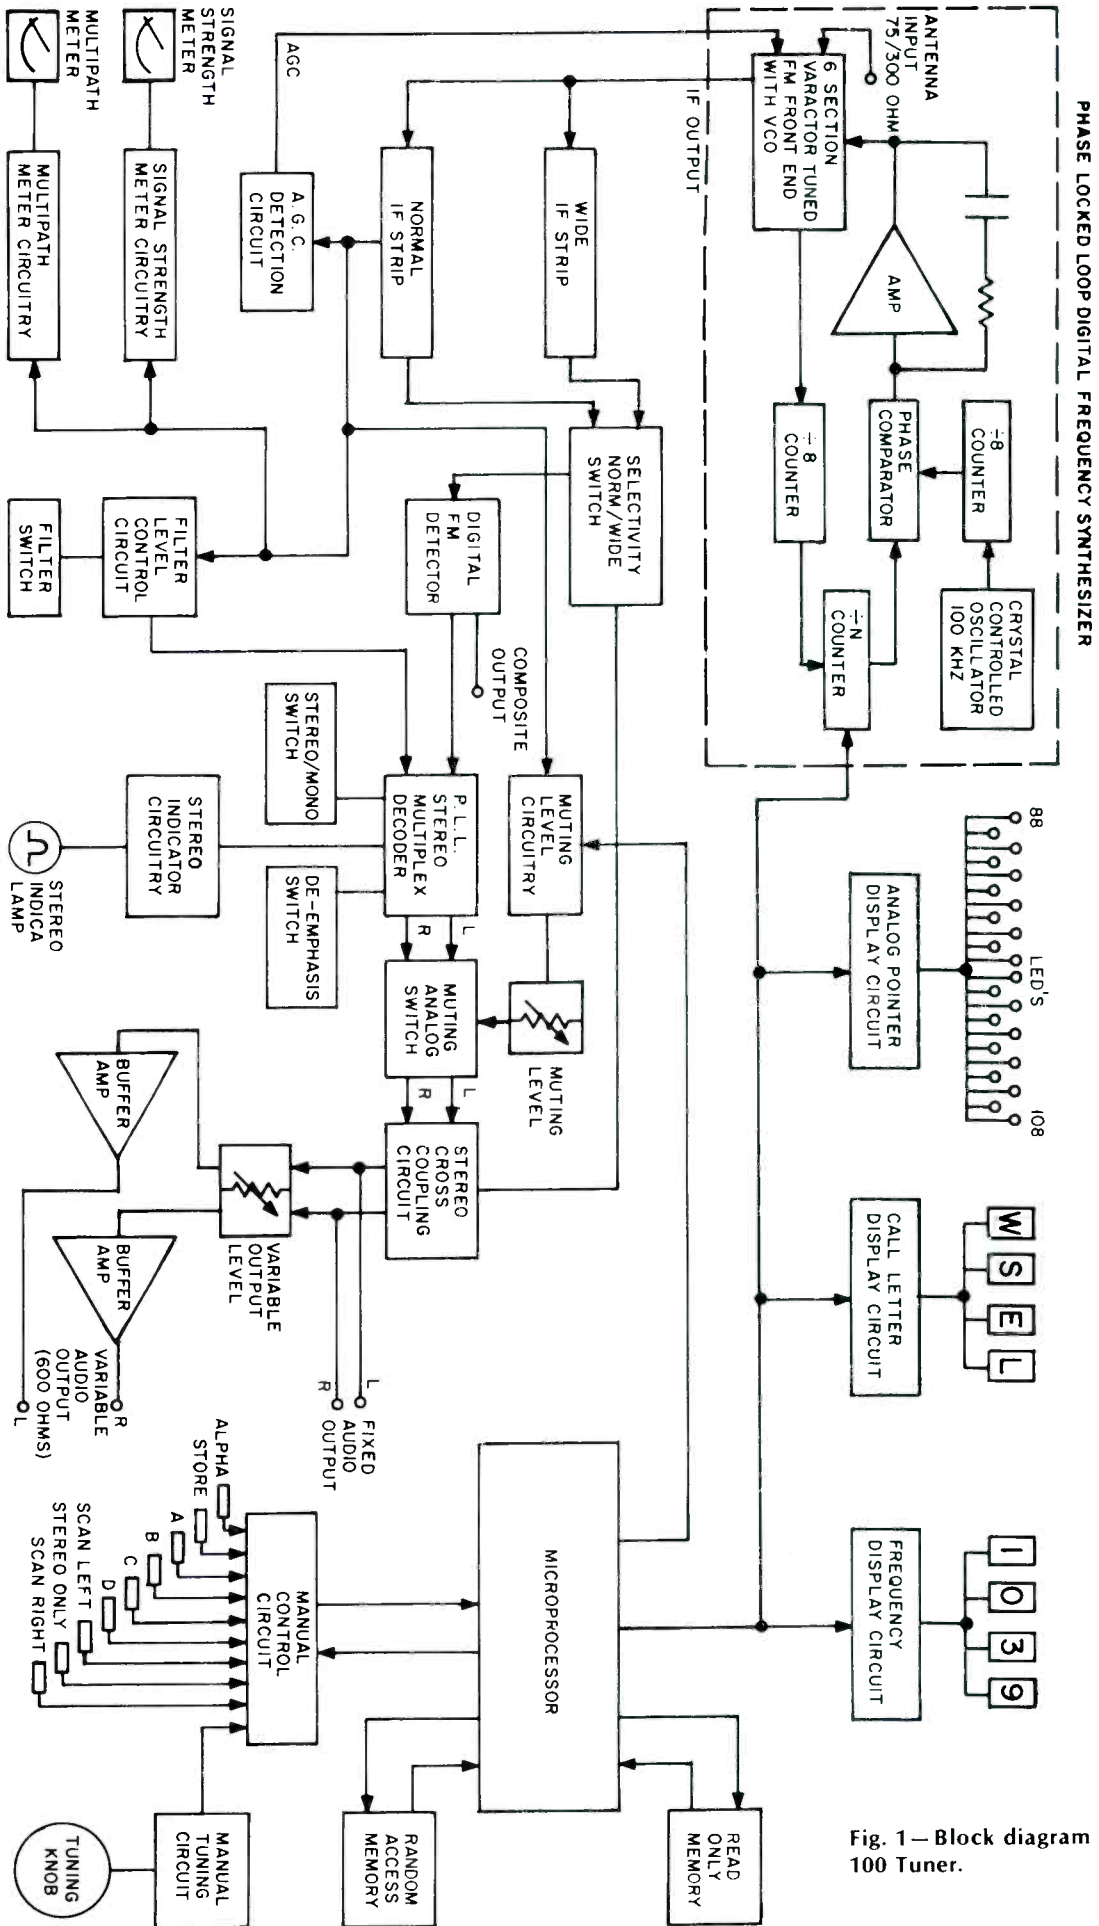 PHASE LOCKED LOOP DIGITAL FREQUENCY SYNTHESIZER
ANTENNA
INPUT
75/300 OHM
6 SECTION
VARACTOR TUNED
FM FRONT END
WITH VCO
AMP
÷8
COUNTER
PHASE
COMPARATOR
÷8
COUNTER
CRYSTAL
CONTROLLED
OSCILLATOR
100 KHZ
÷N
COUNTER
IF OUTPUT
AGC
SIGNAL
STRENGTH
METER
MULTIPATH
METER
WIDE
IF STRIP
NORMAL
IF STRIP
A.G.C.
DETECTION
CIRCUIT
SIGNAL STRENGTH
METER CIRCUITRY
MULTIPATH
METER CIRCUITRY
SELECTIVITY
NORM/WIDE
SWITCH
DIGITAL
FM
DETECTOR
COMPOSITE
OUTPUT
FILTER
LEVEL
CONTROL
CIRCUIT
FILTER
SWITCH
MUTING
LEVEL
CIRCUITRY
MUTING
LEVEL
P.L.L.
STEREO
MULTIPLEX
DECODER
L
R
STEREO/MONO
SWITCH
DE-EMPHASIS
SWITCH
STEREO
INDICATOR
CIRCUITRY
STEREO
INDICA
LAMP
MUTING
ANALOG
SWITCH
L
R
STEREO
CROSS
COUPLING
CIRCUIT
VARIABLE
OUTPUT
LEVEL
BUFFER
AMP
BUFFER
AMP
L
R
FIXED
AUDIO
OUTPUT
R
L
VARIABLE
AUDIO
OUTPUT
(600 OHMS)
88
LED'S
108
ANALOG POINTER
DISPLAY CIRCUIT
W S E L
CALL LETTER
DISPLAY CIRCUIT
1 0 3 9
FREQUENCY
DISPLAY CIRCUIT
MICROPROCESSOR
READ
ONLY
MEMORY
RANDOM
ACCESS
MEMORY
MANUAL
CONTROL
CIRCUIT
ALPHA
STORE
A
B
C
D
SCAN LEFT
STEREO ONLY
SCAN RIGHT
MANUAL
TUNING
CIRCUIT
TUNING
KNOB
Fig. 1—Block diagram
100 Tuner.